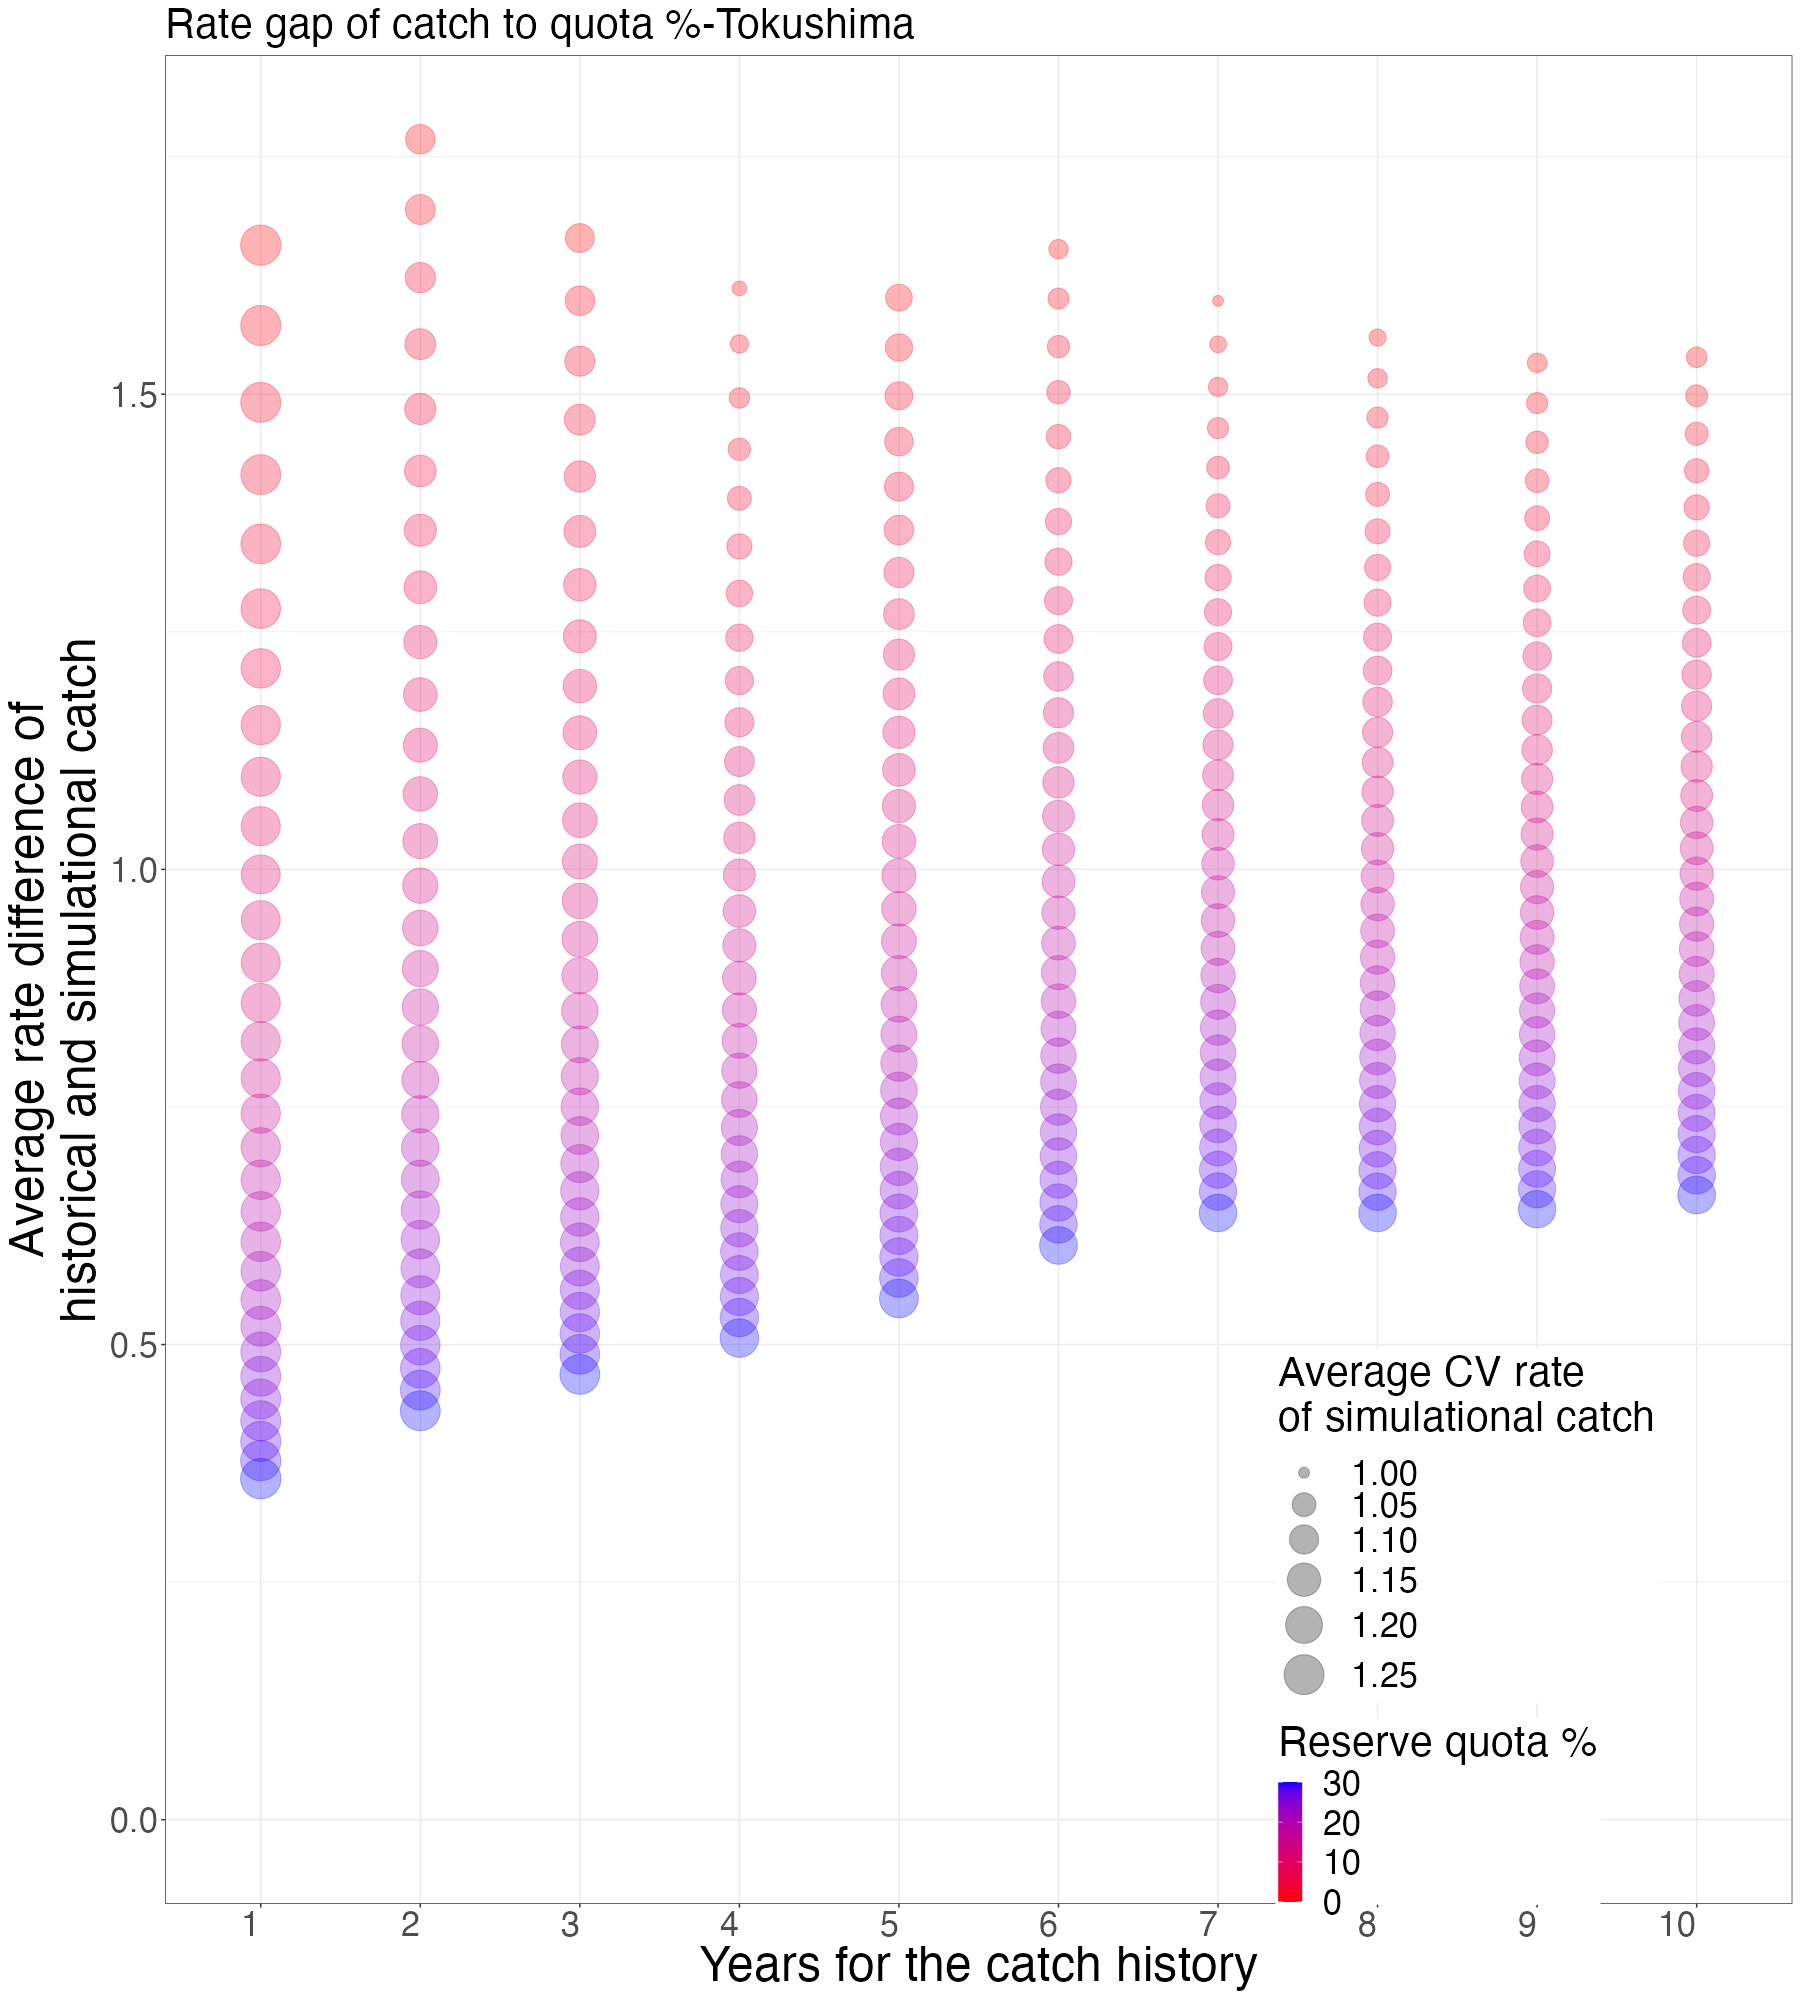 Rate gap of catch to quota %-Tokushima
Average rate difference of
historical and simulational catch
1.5
1.0
0.5
0.0
Average CV rate
of simulational catch
1.00
1.05
1.10
1.15
1.20
1.25
Reserve quota %
30
20
10
0
1 2 3 4 5 6 7 8 9 10
Years for the catch history